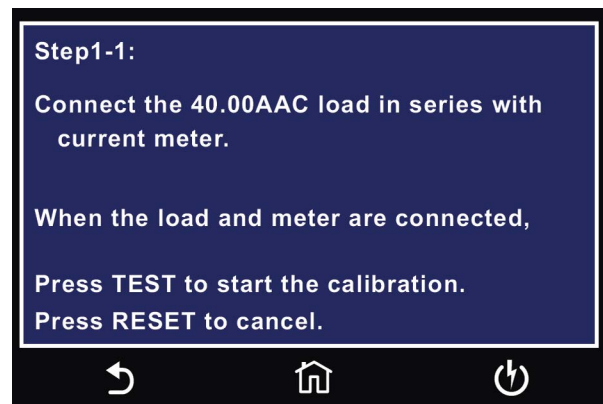 Step1-1:
Connect the 40.00AAC load in series with
current meter.
When the load and meter are connected,
Press TEST to start the calibration.
Press RESET to cancel.